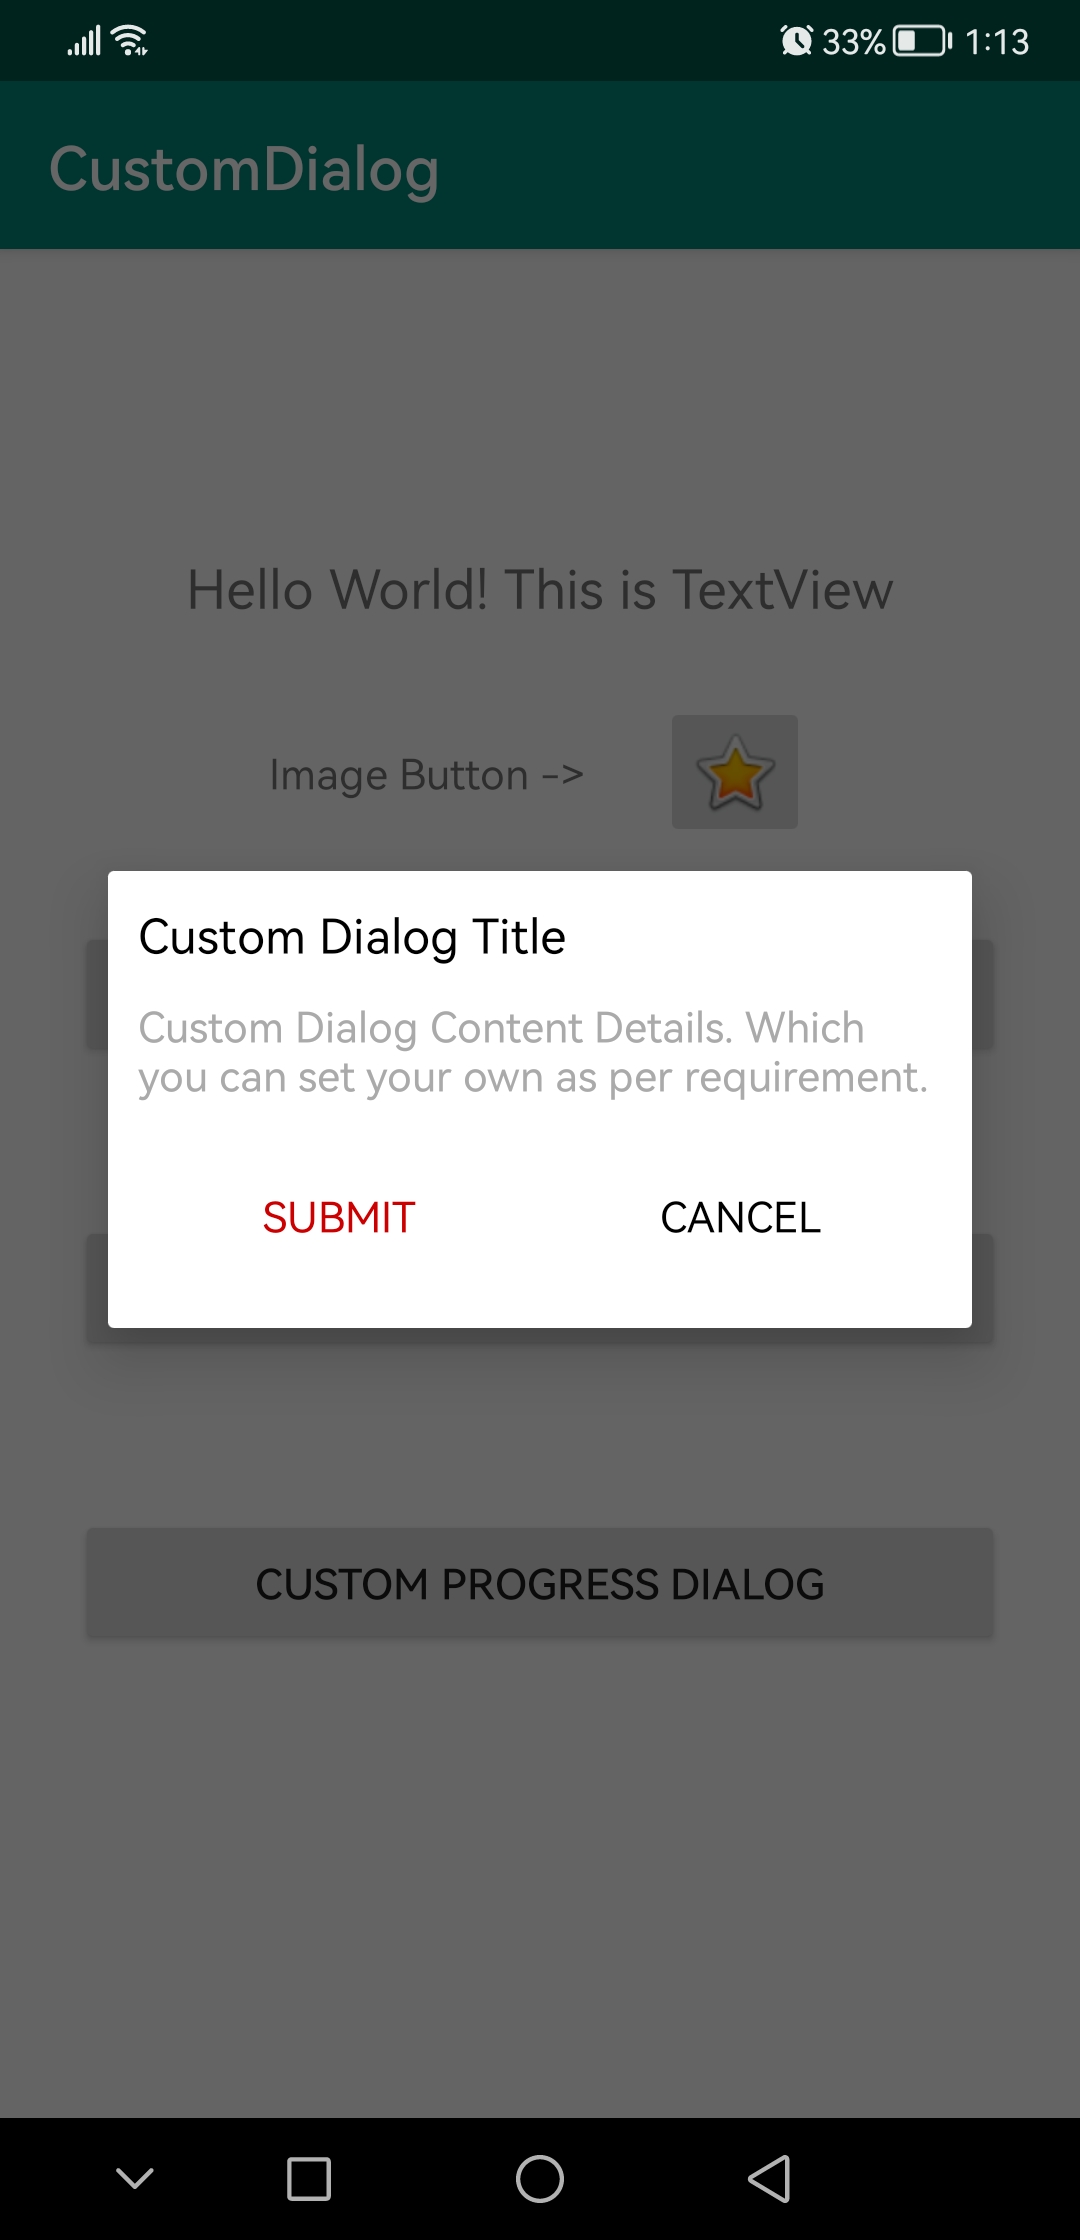 33% 1:13
CustomDialog
Hello World! This is TextView
Image Button ->
Custom Dialog Title
Custom Dialog Content Details. Which
you can set your own as per requirement.
SUBMIT CANCEL
CUSTOM PROGRESS DIALOG